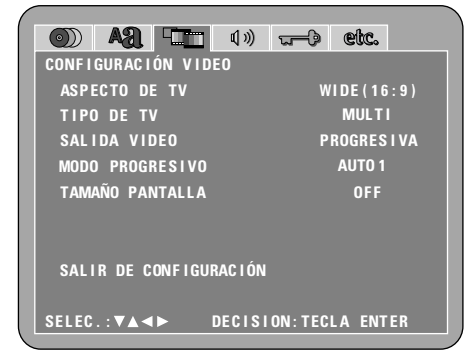 Aa etc.
CONFIGURACIÓN VIDEO
ASPECTO DE TV WIDE(16:9)
TIPO DE TV MULTI
SALIDA VIDEO PROGRESIVA
MODO PROGRESIVO AUTO1
TAMAÑO PANTALLA OFF
SALIR DE CONFIGURACIÓN
SELEC.:▼▲◄► DECISION:TECLA ENTER